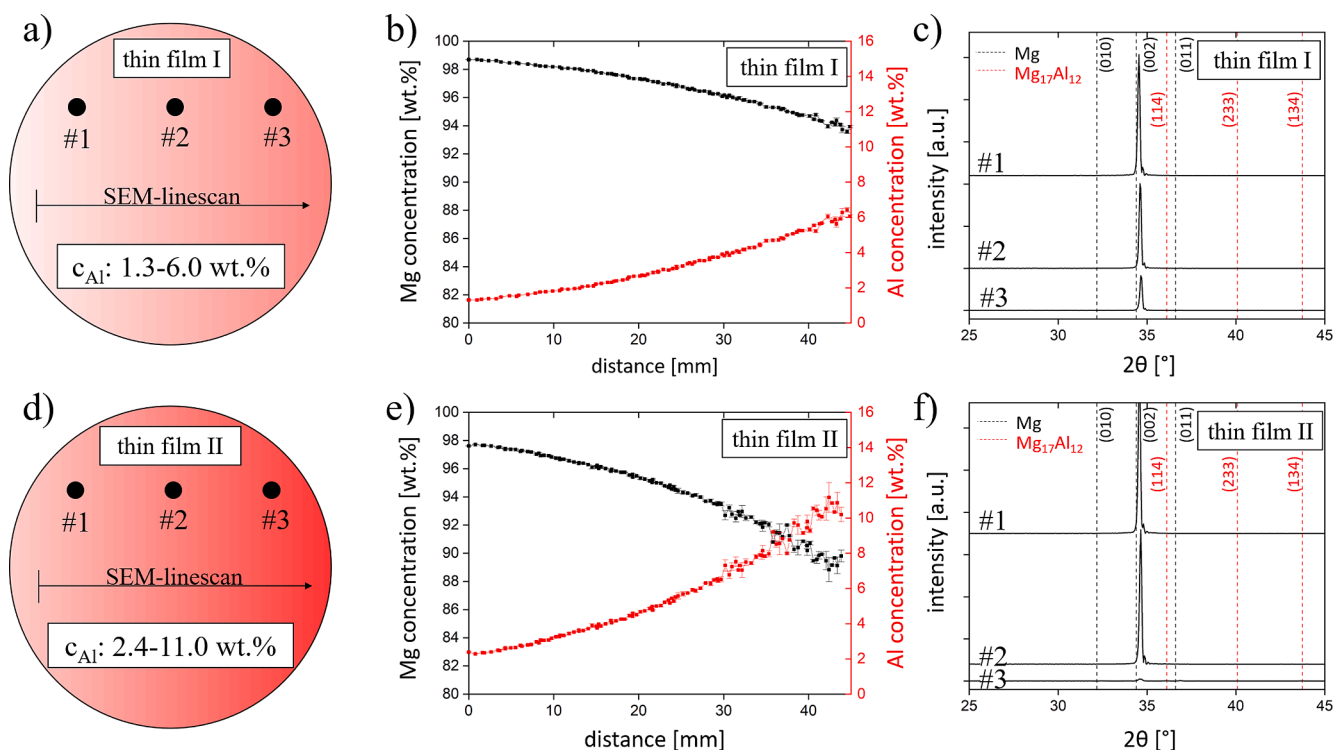 a)
thin film I
#1
#2
#3
SEM-linescan
c_Al: 1.3-6.0 wt.%
b)
100
98
96
94
92
90
88
86
84
82
80
Mg concentration [wt.%]
thin film I
16
14
12
10
8
6
4
2
0
Al concentration [wt.%]
0
10
20
30
40
distance [mm]
c)
Mg
Mg₁₇Al₁₂
(010)
(002)
(011)
thin film I
(114)
(233)
(134)
intensity [a.u.]
#1
#2
#3
25
30
35
40
45
2θ [°]
d)
thin film II
#1
#2
#3
SEM-linescan
c_Al: 2.4-11.0 wt.%
e)
100
98
96
94
92
90
88
86
84
82
80
Mg concentration [wt.%]
thin film II
16
14
12
10
8
6
4
2
0
Al concentration [wt.%]
0
10
20
30
40
distance [mm]
f)
Mg
Mg₁₇Al₁₂
(010)
(002)
(011)
thin film II
(114)
(233)
(134)
intensity [a.u.]
#1
#2
#3
25
30
35
40
45
2θ [°]